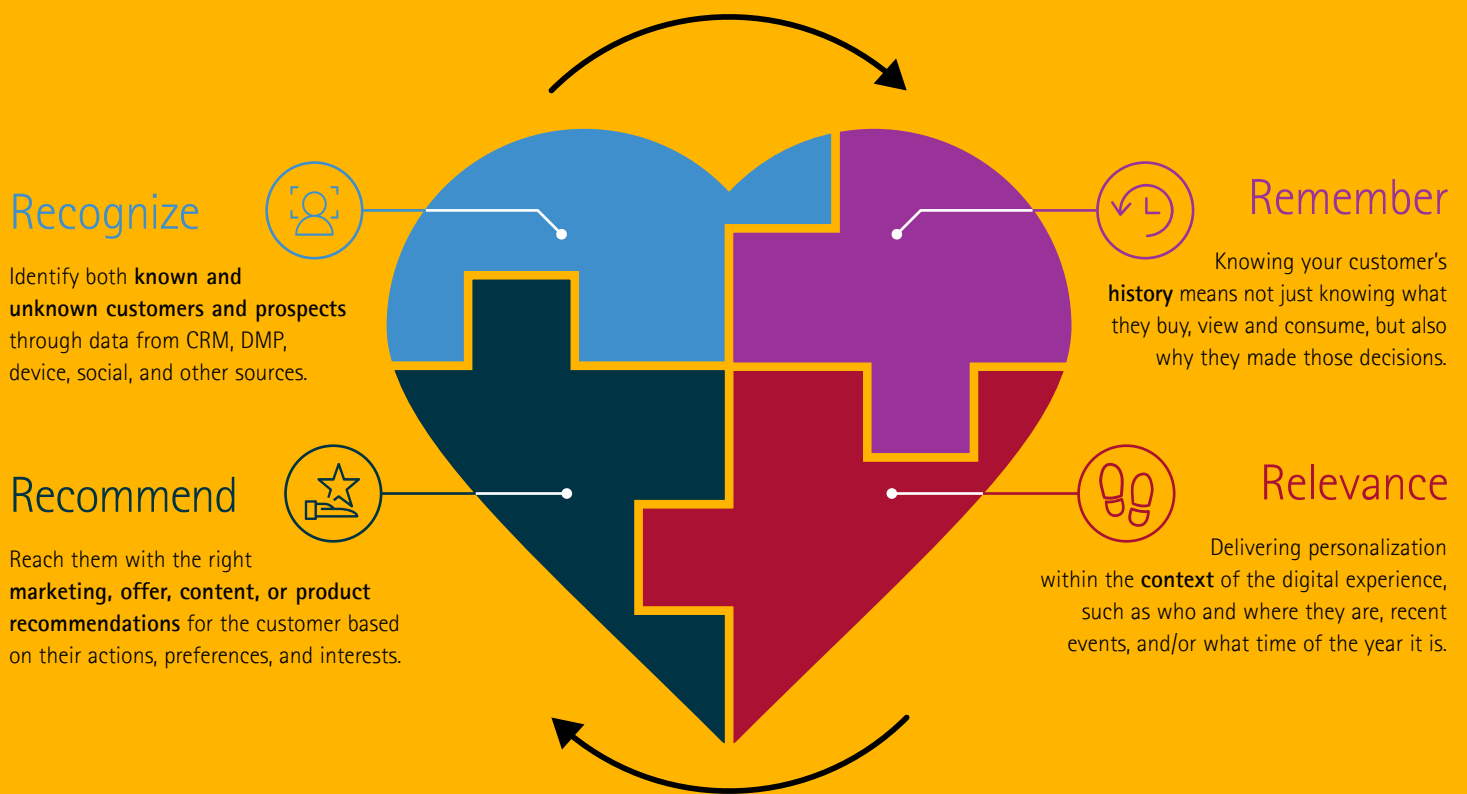 Recognize
Identify both known and
unknown customers and prospects
through data from CRM, DMP,
device, social, and other sources.
Remember
Knowing your customer's
history means not just knowing what
they buy, view and consume, but also
why they made those decisions.
Recommend
Reach them with the right
marketing, offer, content, or product
recommendations for the customer based
on their actions, preferences, and interests.
Relevance
Delivering personalization
within the context of the digital experience,
such as who and where they are, recent
events, and/or what time of the year it is.